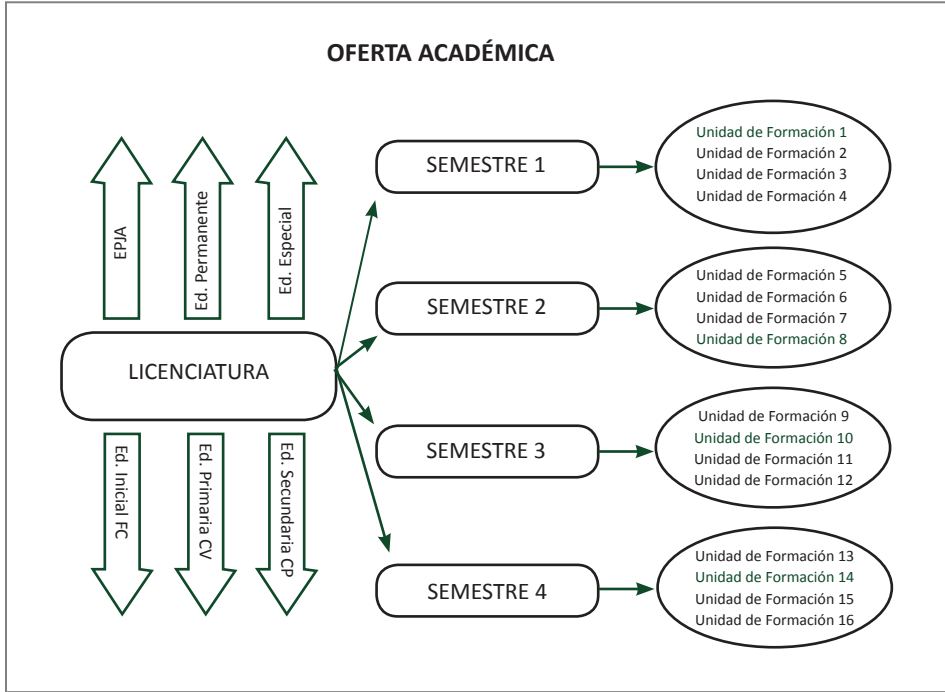 OFERTA ACADÉMICA
EPJA
Ed. Permanente
Ed. Especial
LICENCIATURA
Ed. Inicial FC
Ed. Primaria CV
Ed. Secundaria CP
SEMESTRE 1
Unidad de Formación 1
Unidad de Formación 2
Unidad de Formación 3
Unidad de Formación 4
SEMESTRE 2
Unidad de Formación 5
Unidad de Formación 6
Unidad de Formación 7
Unidad de Formación 8
SEMESTRE 3
Unidad de Formación 9
Unidad de Formación 10
Unidad de Formación 11
Unidad de Formación 12
SEMESTRE 4
Unidad de Formación 13
Unidad de Formación 14
Unidad de Formación 15
Unidad de Formación 16